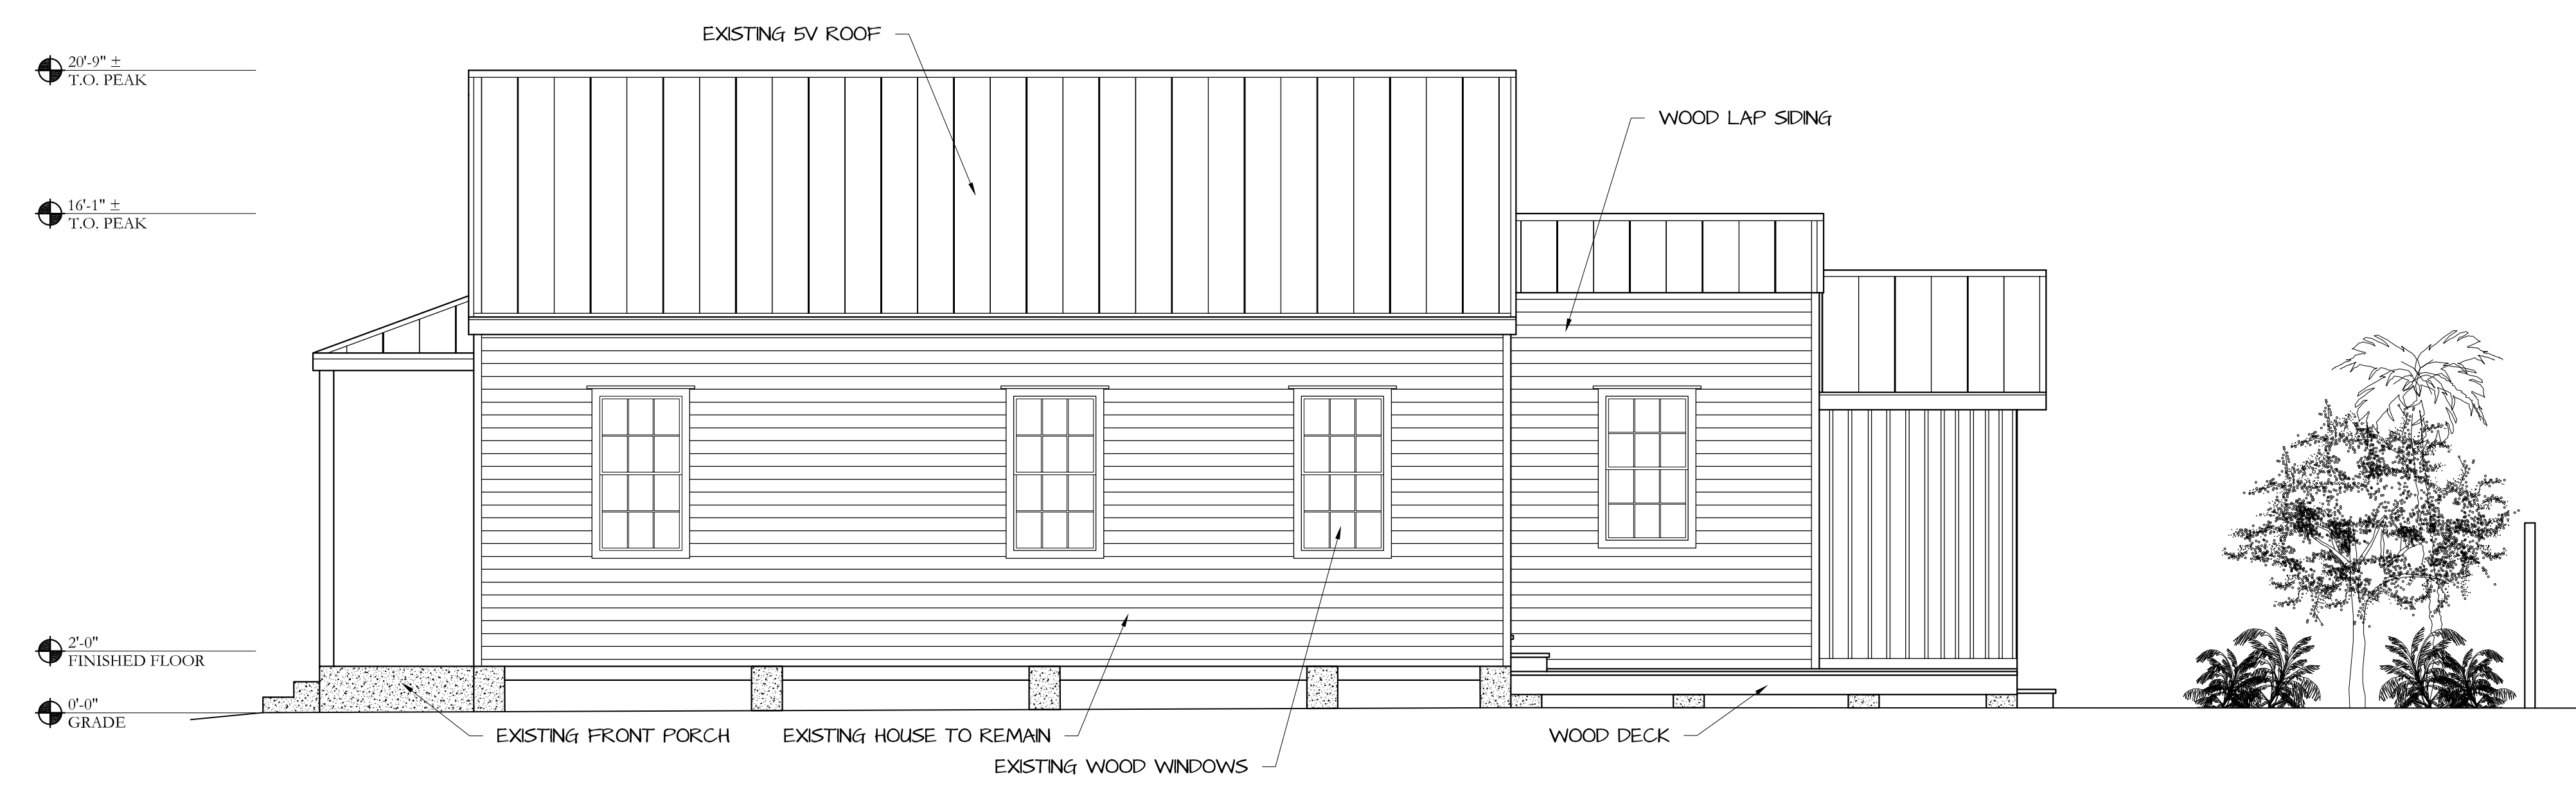 EXISTING 5V ROOF
20'-9" ±
T.O. PEAK
WOOD LAP SIDING
16'-1" ±
T.O. PEAK
2'-0"
FINISHED FLOOR
0'-0"
GRADE
EXISTING FRONT PORCH
EXISTING HOUSE TO REMAIN
WOOD DECK
EXISTING WOOD WINDOWS